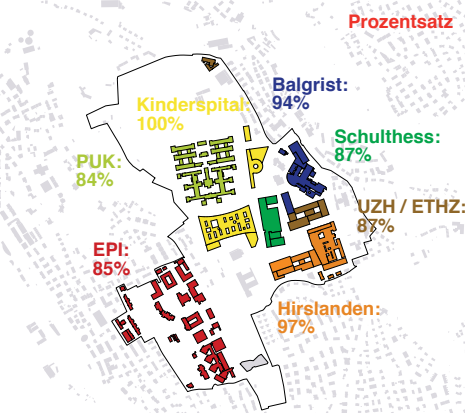 Prozentsatz
Balgrist:
94%
Kinderspital:
100%
Schulthess:
87%
PUK:
84%
UZH / ETHZ:
87%
EPI:
85%
Hirslanden:
97%